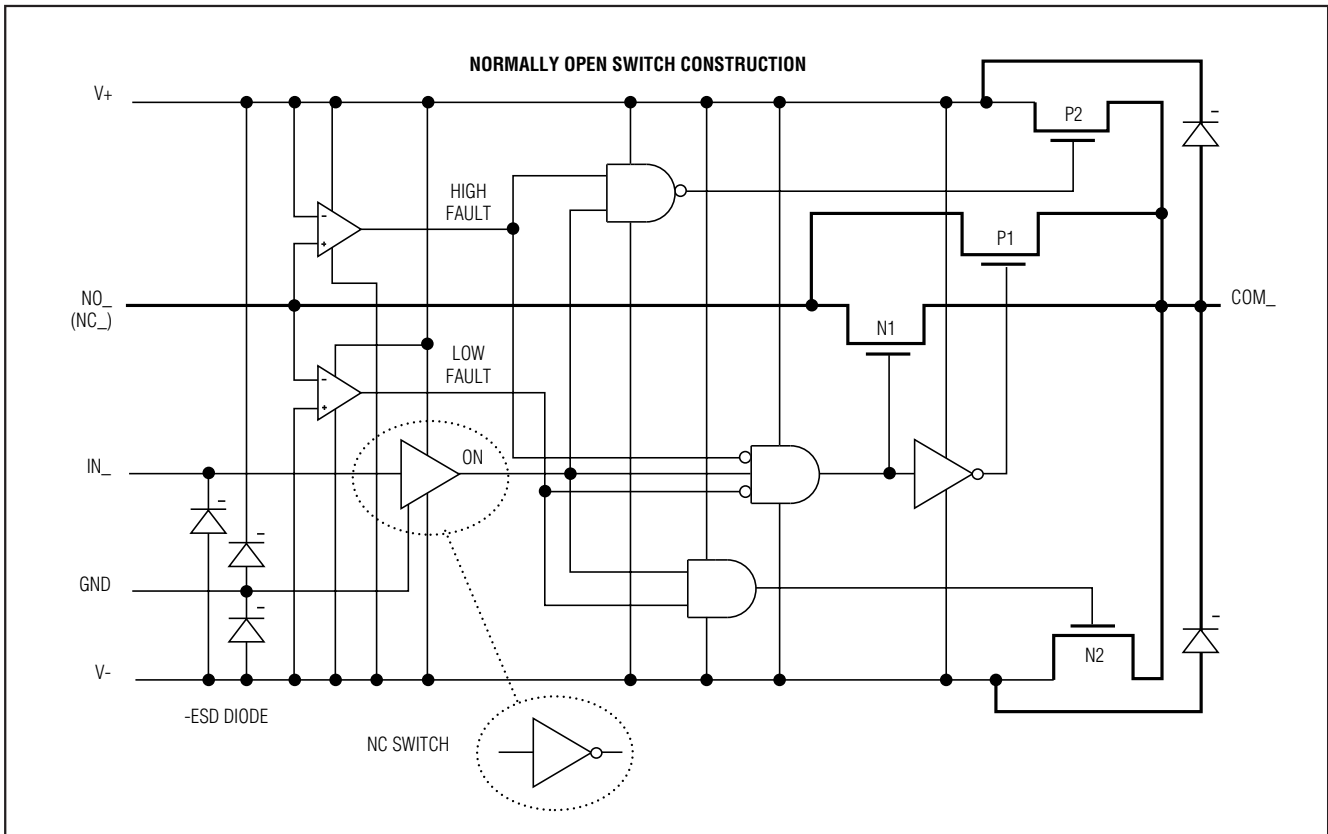 NORMALLY OPEN SWITCH CONSTRUCTION
V+
P2
-
HIGH
FAULT
-
+
P1
NO_
(NC_)
COM_
N1
LOW
FAULT
-
+
IN_
ON
-
-
GND
-
-
N2
V-
-ESD DIODE
NC SWITCH